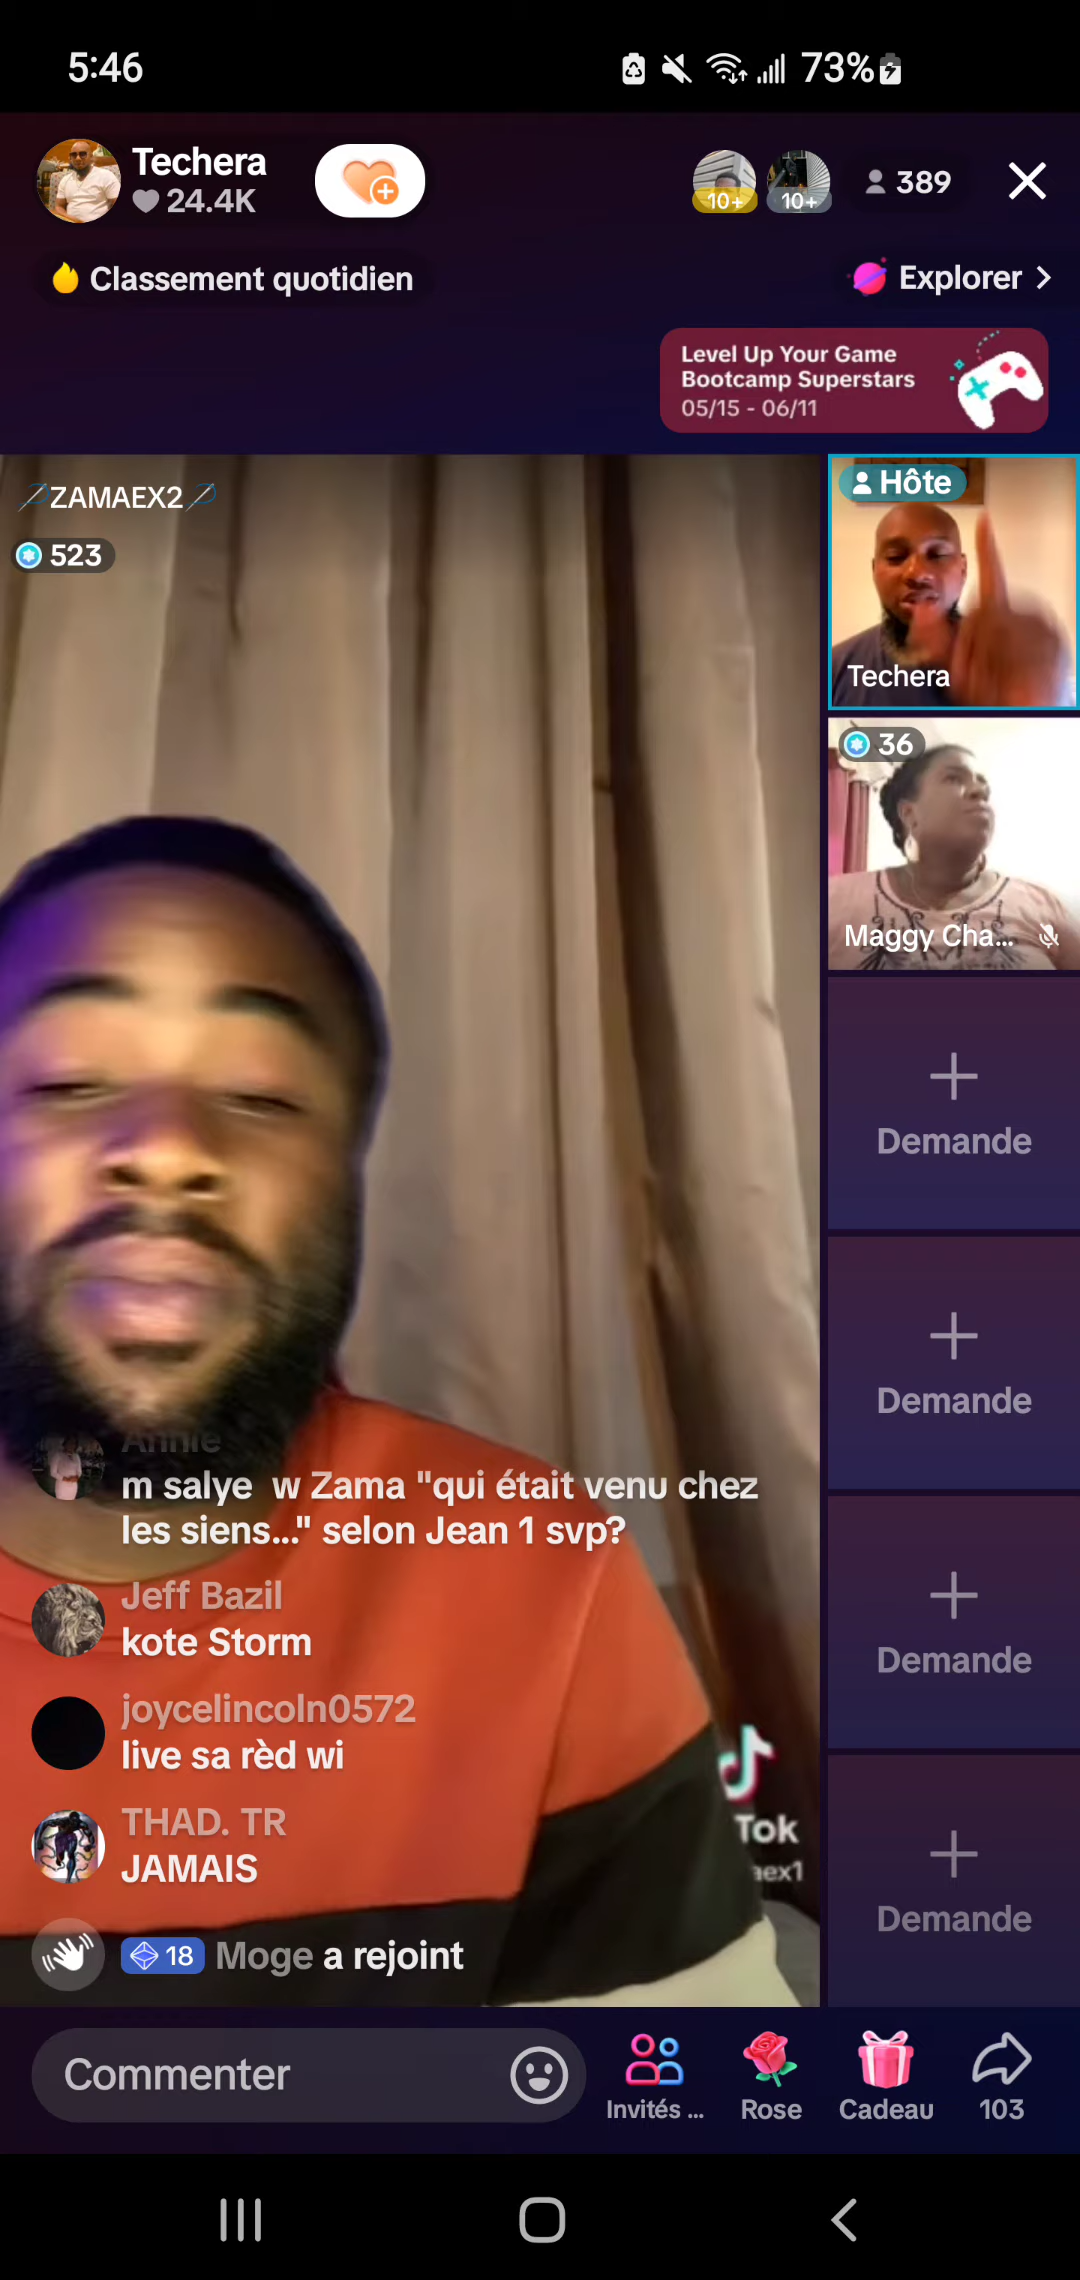 5:46
73%
Techera
24.4K
10+
10+
389
Classement quotidien
Explorer
Level Up Your Game
Bootcamp Superstars
05/15 - 06/11
ZAMAEX2
523
Hôte
Techera
36
Maggy Cha...
Demande
Demande
Demande
Demande
Annie
m salye w Zama "qui était venu chez
les siens..." selon Jean 1 svp?
Jeff Bazil
kote Storm
joycelincoln0572
live sa rèd wi
THAD. TR
JAMAIS
18 Moge a rejoint
Tok
aex1
Commenter
Invités ...
Rose
Cadeau
103